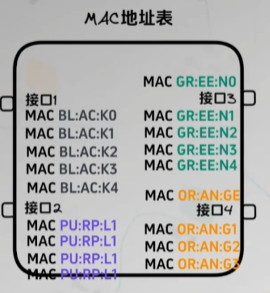 MAC地址表
接口1
MAC BL:AC:K0
MAC BL:AC:K1
MAC BL:AC:K2
MAC BL:AC:K3
MAC BL:AC:K4
接口2
MAC PU:RP:L1
MAC PU:RP:L1
MAC PU:RP:L1
MAC PU:RP:L1
MAC GR:EE:N0
接口3
MAC GR:EE:N1
MAC GR:EE:N2
MAC GR:EE:N3
MAC GR:EE:N4
MAC OR:AN:GE
接口4
MAC OR:AN:G1
MAC OR:AN:G2
MAC OR:AN:G3